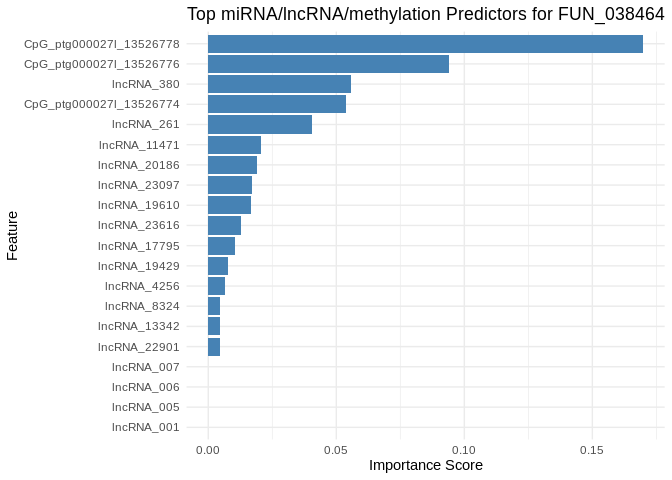 Top miRNA/lncRNA/methylation Predictors for FUN_038464
CpG_ptg000027l_13526778
CpG_ptg000027l_13526776
lncRNA_380
CpG_ptg000027l_13526774
lncRNA_261
lncRNA_11471
lncRNA_20186
lncRNA_23097
lncRNA_19610
lncRNA_23616
lncRNA_17795
lncRNA_19429
lncRNA_4256
lncRNA_8324
lncRNA_13342
lncRNA_22901
lncRNA_007
lncRNA_006
lncRNA_005
lncRNA_001
Feature
0.00 0.05 0.10 0.15
Importance Score